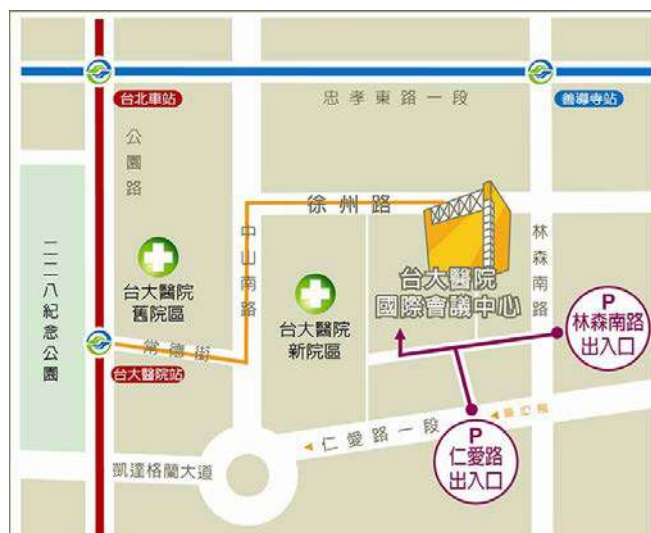 台北車站
忠孝東路一段
善導寺站
公園路
徐州路
中山南路
林森南路
二二八紀念公園
台大醫院
舊院區
台大醫院
新院區
台大醫院
國際會議中心
P
林森南路
出入口
常德街
台大醫院站
仁愛路一段
P
仁愛路
出入口
凱達格蘭大道